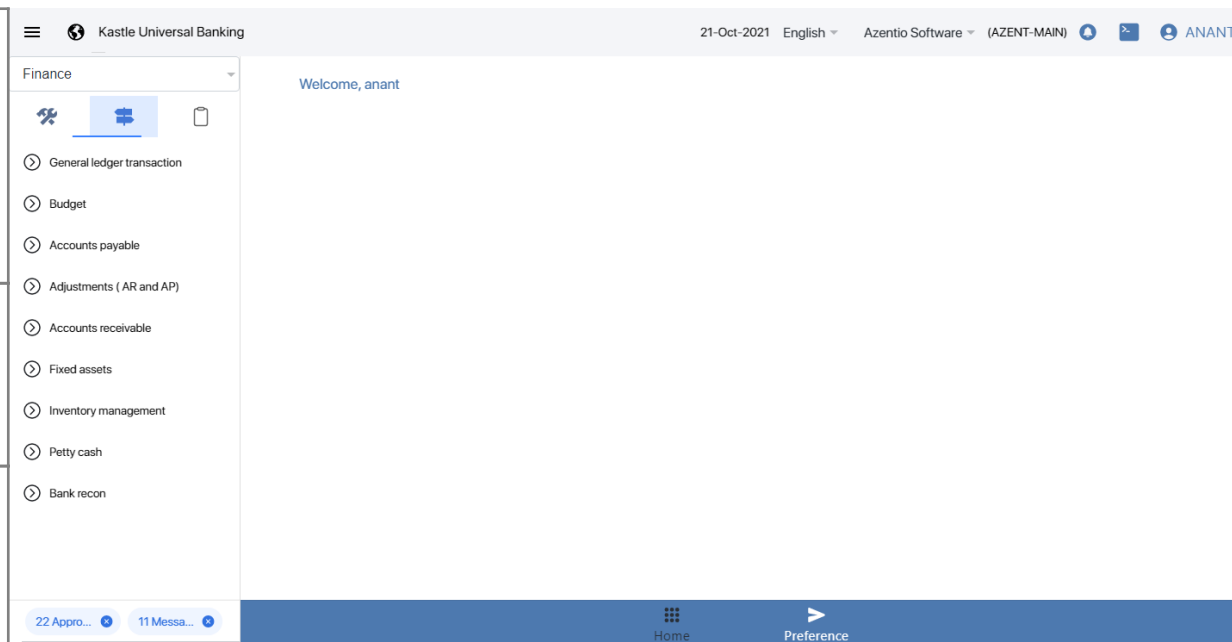 Kastle Universal Banking
21-Oct-2021 English Azentio Software (AZENT-MAIN) ANANT
Finance
Welcome, anant
General ledger transaction
Budget
Accounts payable
Adjustments ( AR and AP)
Accounts receivable
Fixed assets
Inventory management
Petty cash
Bank recon
22 Appro... 11 Messa...
Home Preference